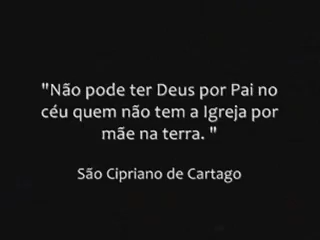 "Não pode ter Deus por Pai no
céu quem não tem a Igreja por
mãe na terra. "
São Cipriano de Cartago